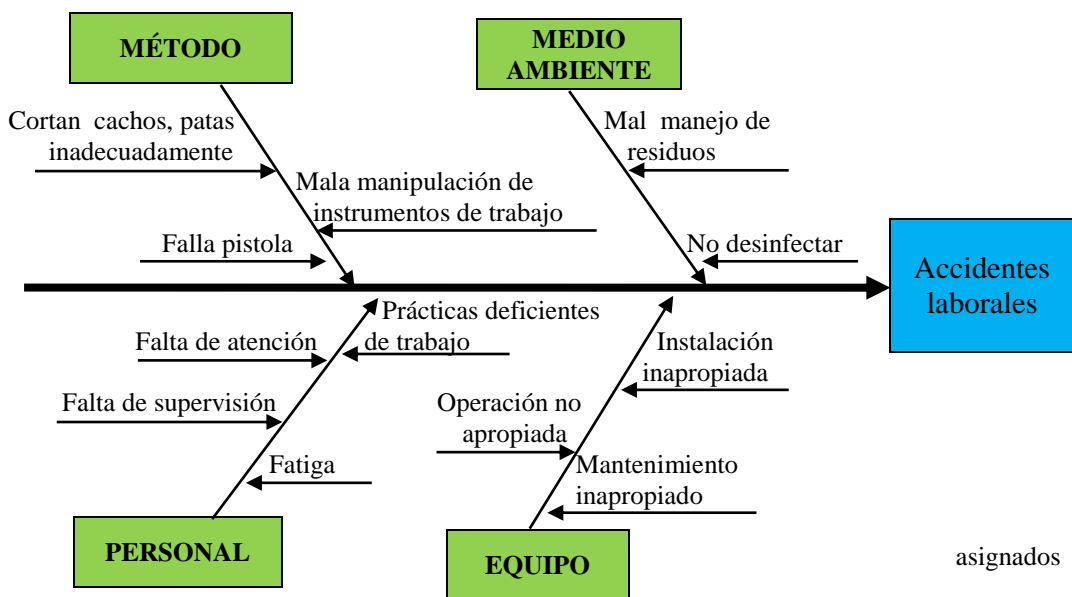 MÉTODO
MEDIO
AMBIENTE
Cortan cachos, patas
inadecuadamente
Mala manipulación de
instrumentos de trabajo
Falla pistola
Mal manejo de
residuos
No desinfectar
Accidentes
laborales
Prácticas deficientes
de trabajo
Falta de atención
Falta de supervisión
Fatiga
Instalación
inapropiada
Operación no
apropiada
Mantenimiento
inapropiado
PERSONAL
EQUIPO
asignados